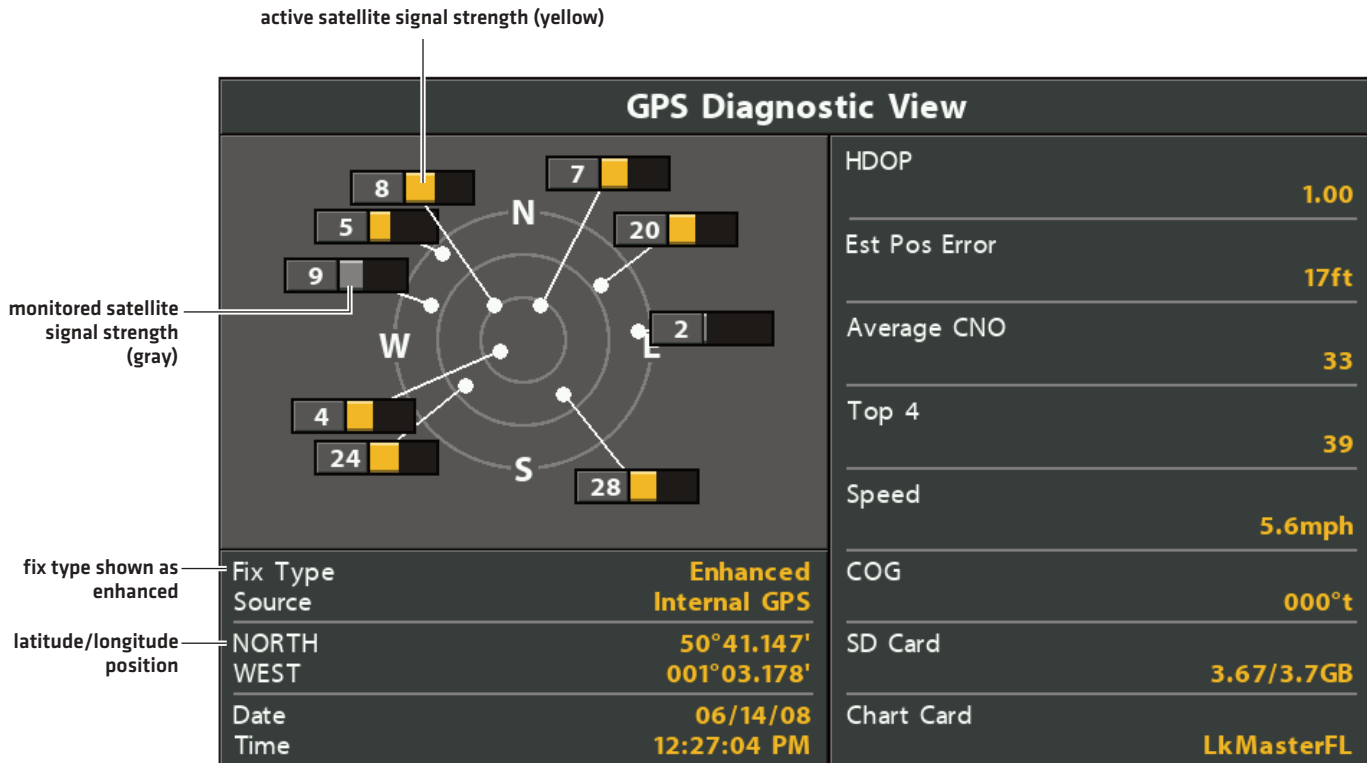 active satellite signal strength (yellow)
GPS Diagnostic View
8
7
5
20
N
9
monitored satellite
signal strength
(gray)
W
E
2
4
24
S
28
fix type shown as
enhanced
Fix Type Enhanced
Source Internal GPS
latitude/longitude
position
NORTH 50°41.147'
WEST 001°03.178'
Date 06/14/08
Time 12:27:04 PM
HDOP
1.00
Est Pos Error
17ft
Average CNO
33
Top 4
39
Speed
5.6mph
COG
000°t
SD Card
3.67/3.7GB
Chart Card
LkMasterFL